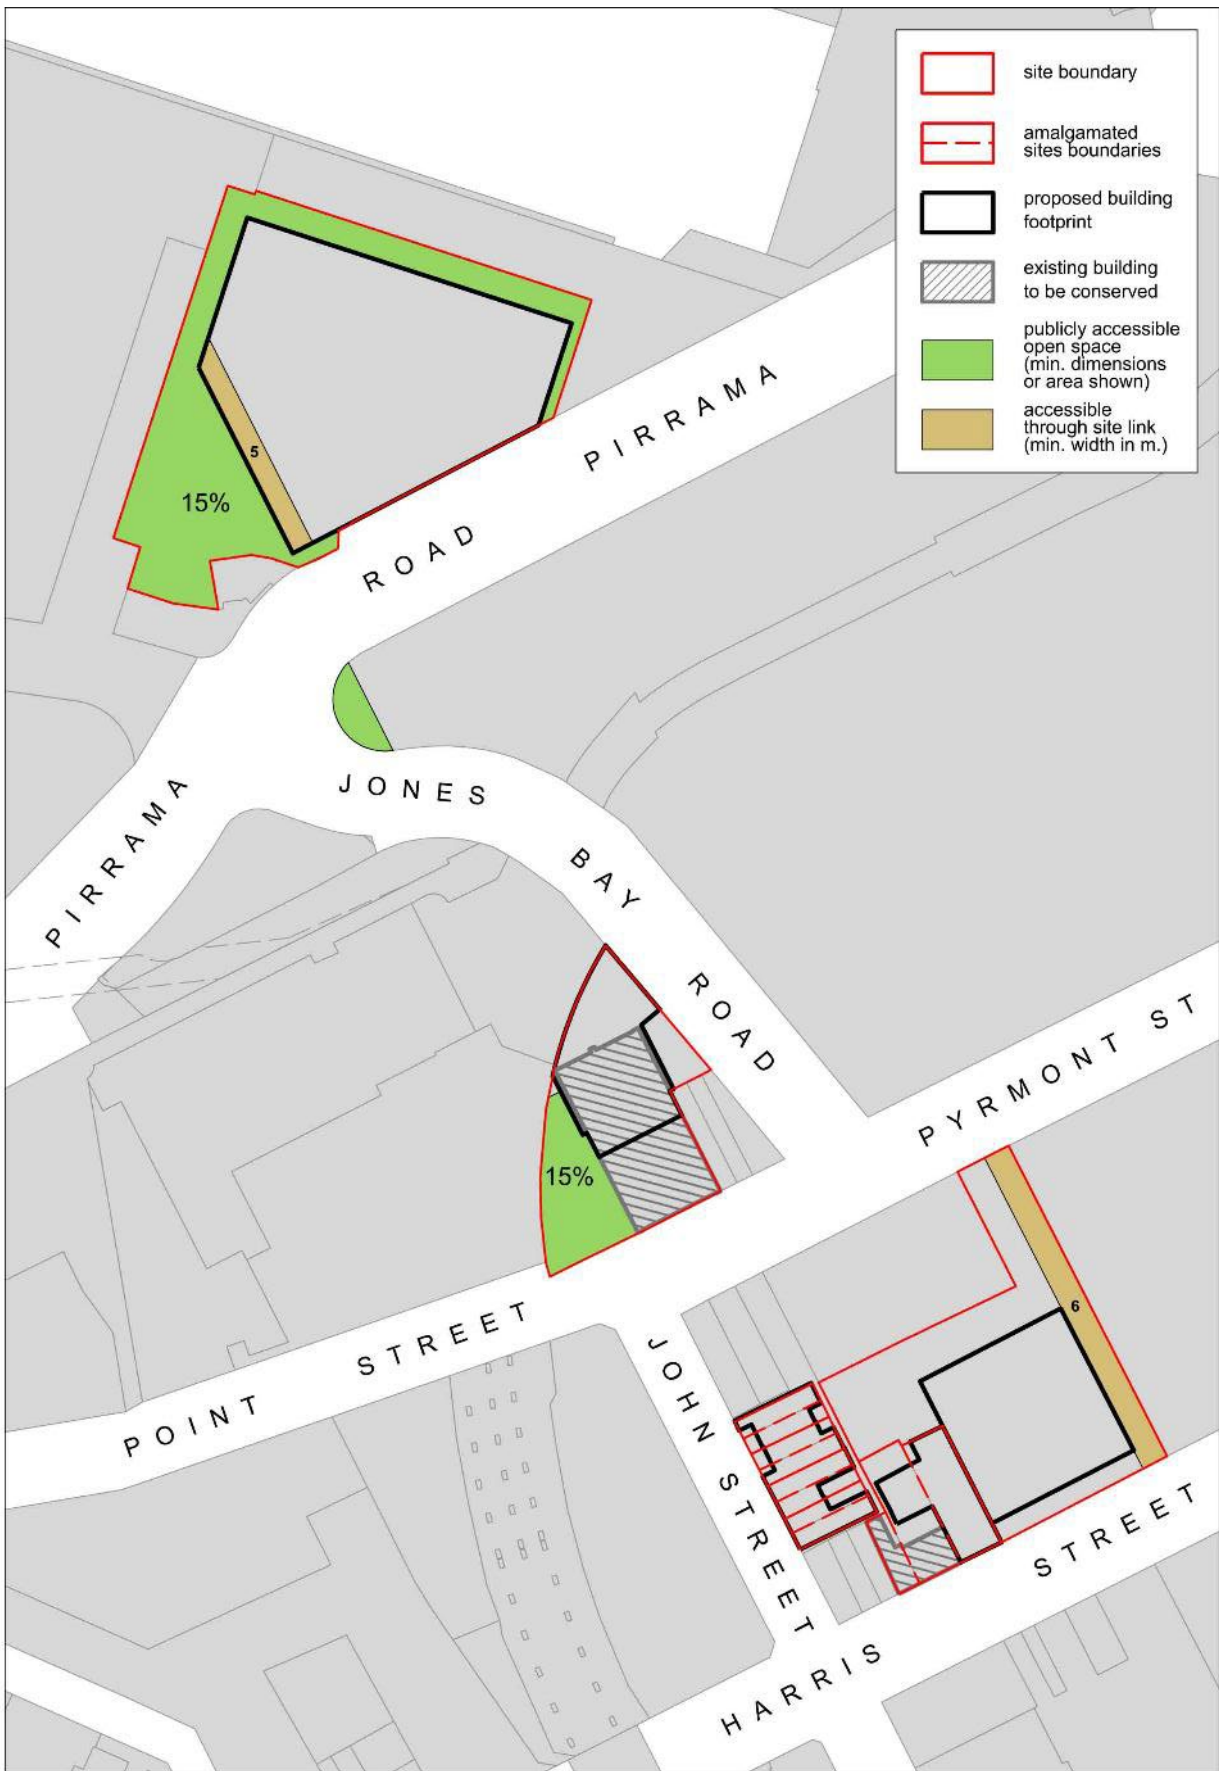 site boundary
amalgamated
sites boundaries
proposed building
footprint
existing building
to be conserved
publicly accessible
open space
(min. dimensions
or area shown)
accessible
through site link
(min. width in m.)
PIRRAMA
ROAD
5
15%
JONES
BAY
ROAD
PIRRAMA
PYRMONT ST
15%
6
POINT STREET
JOHN STREET
HARRIS STREET